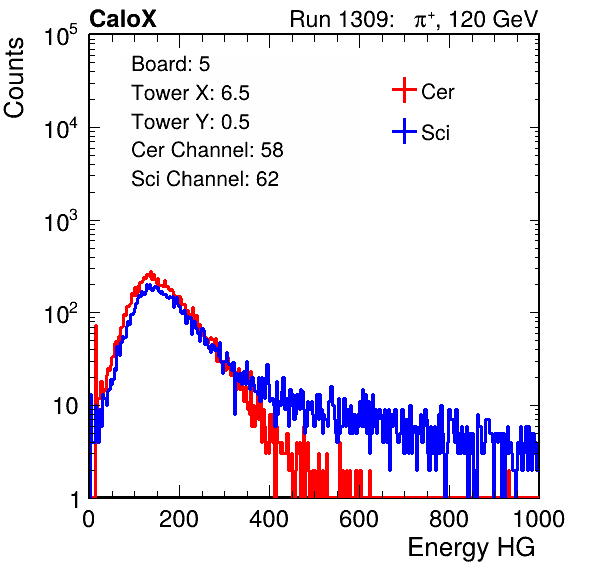 CaloX Run 1309: π⁺, 120 GeV
Board: 5
Tower X: 6.5
Tower Y: 0.5
Cer Channel: 58
Sci Channel: 62
Cer
Sci
Counts
10⁵
10⁴
10³
10²
10
1
0 200 400 600 800 1000
Energy HG